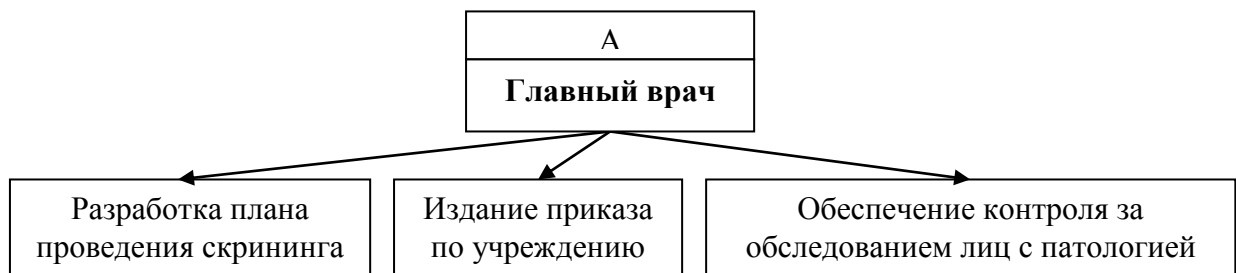 А
Главный врач
Разработка плана
проведения скрининга
Издание приказа
по учреждению
Обеспечение контроля за
обследованием лиц с патологией